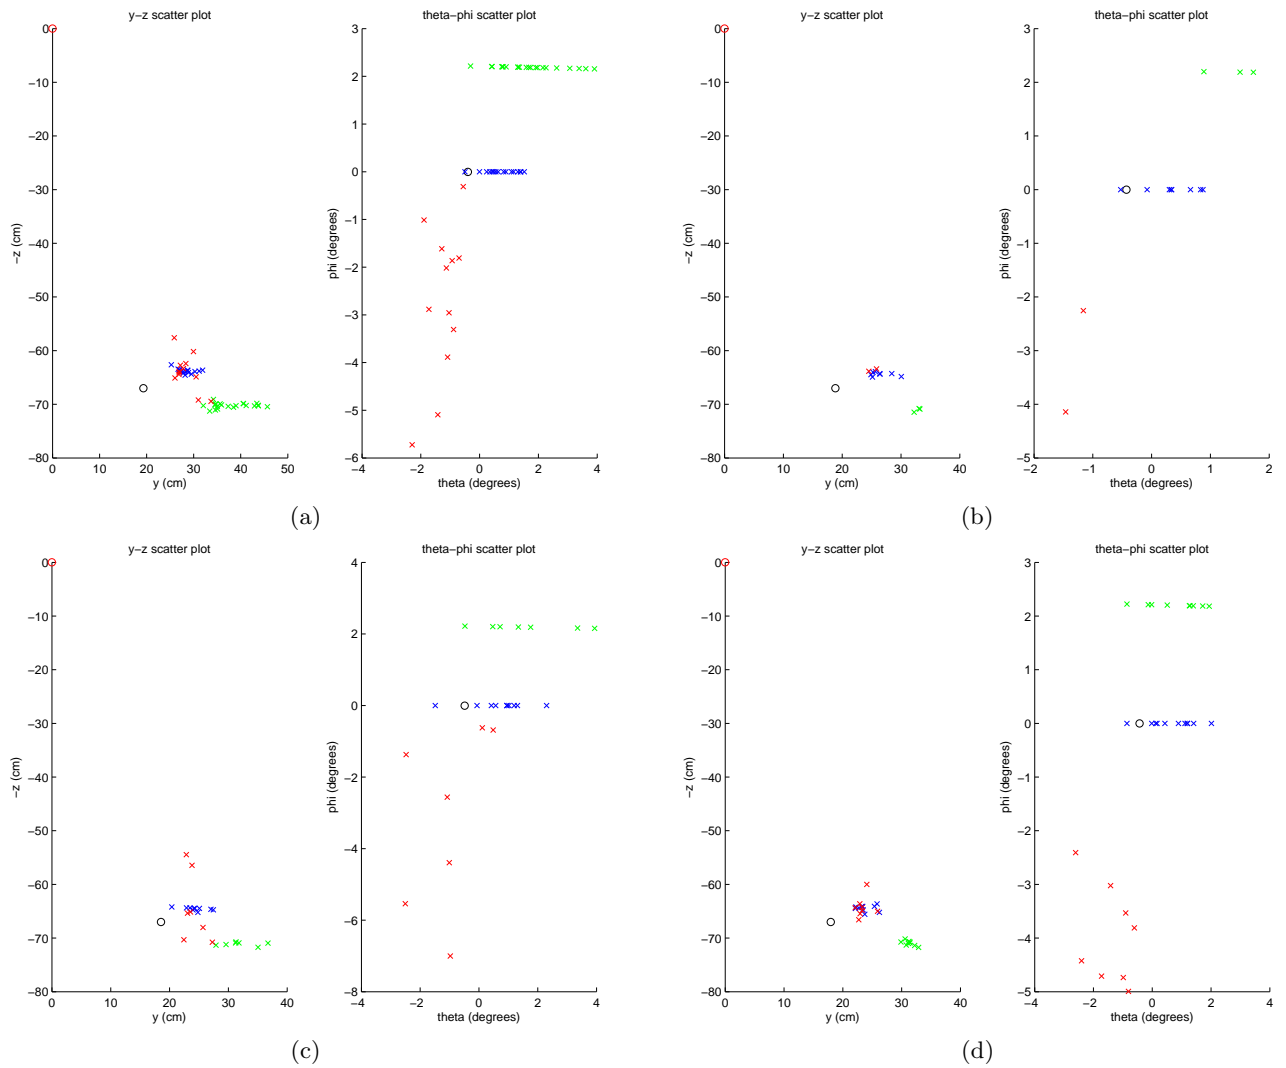 y−z scatter plot
theta−phi scatter plot
y−z scatter plot
theta−phi scatter plot
0
−10
−20
−30
−40
−50
−60
−70
−80
−z (cm)
0 10 20 30 40 50
y (cm)
3
2
1
0
−1
−2
−3
−4
−5
−6
phi (degrees)
−4 −2 0 2 4
theta (degrees)
(a)
0
−10
−20
−30
−40
−50
−60
−70
−80
−z (cm)
0 10 20 30 40
y (cm)
3
2
1
0
−1
−2
−3
−4
−5
phi (degrees)
−2 −1 0 1 2
theta (degrees)
(b)
y−z scatter plot
theta−phi scatter plot
y−z scatter plot
theta−phi scatter plot
0
−10
−20
−30
−40
−50
−60
−70
−80
−z (cm)
0 10 20 30 40
y (cm)
4
2
0
−2
−4
−6
−8
phi (degrees)
−4 −2 0 2 4
theta (degrees)
(c)
0
−10
−20
−30
−40
−50
−60
−70
−80
−z (cm)
0 10 20 30 40
y (cm)
3
2
1
0
−1
−2
−3
−4
−5
phi (degrees)
−4 −2 0 2 4
theta (degrees)
(d)